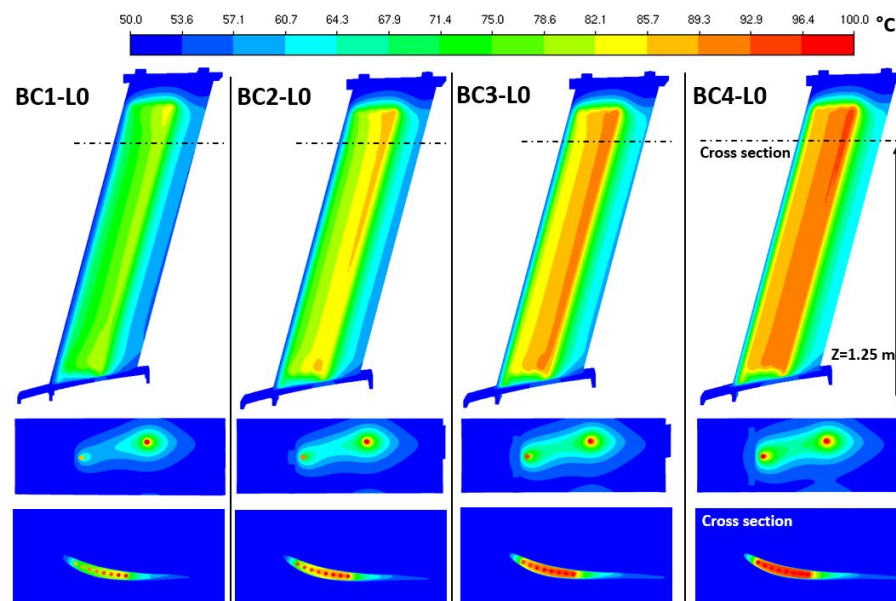 50.0 53.6 57.1 60.7 64.3 67.9 71.4 75.0 78.6 82.1 85.7 89.3 92.9 96.4 100.0 °C
BC1-L0 BC2-L0 BC3-L0 BC4-L0
Cross section
Z=1.25 m
Cross section